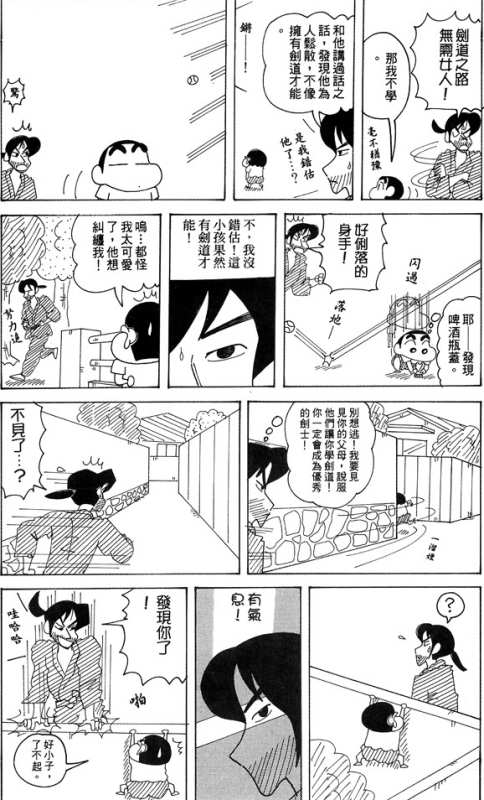 劍道之路
無需女人！
那我不學
。
毫不猶豫
和他講過話之
話，發現他為
人鬆散，不像
擁有劍道才能
。
是我錯估
他了…？
鏘—！
驚
耶——發現
啤酒瓶蓋。
閃過
落地
好俐落的
身手！
不，我沒
錯估！這
小孩果然
有劍道才
能！
嗚…都怪
我太可愛
了，他想
糾纏我！
努力追
一溜煙
別想逃！我要見
見你的父母，說服
他們讓你學劍道！
你一定會成為優秀
的劍士！
不見了…？
？
有氣
息！
發現你了
！
啪
哇哈哈
好小子，
了不起。